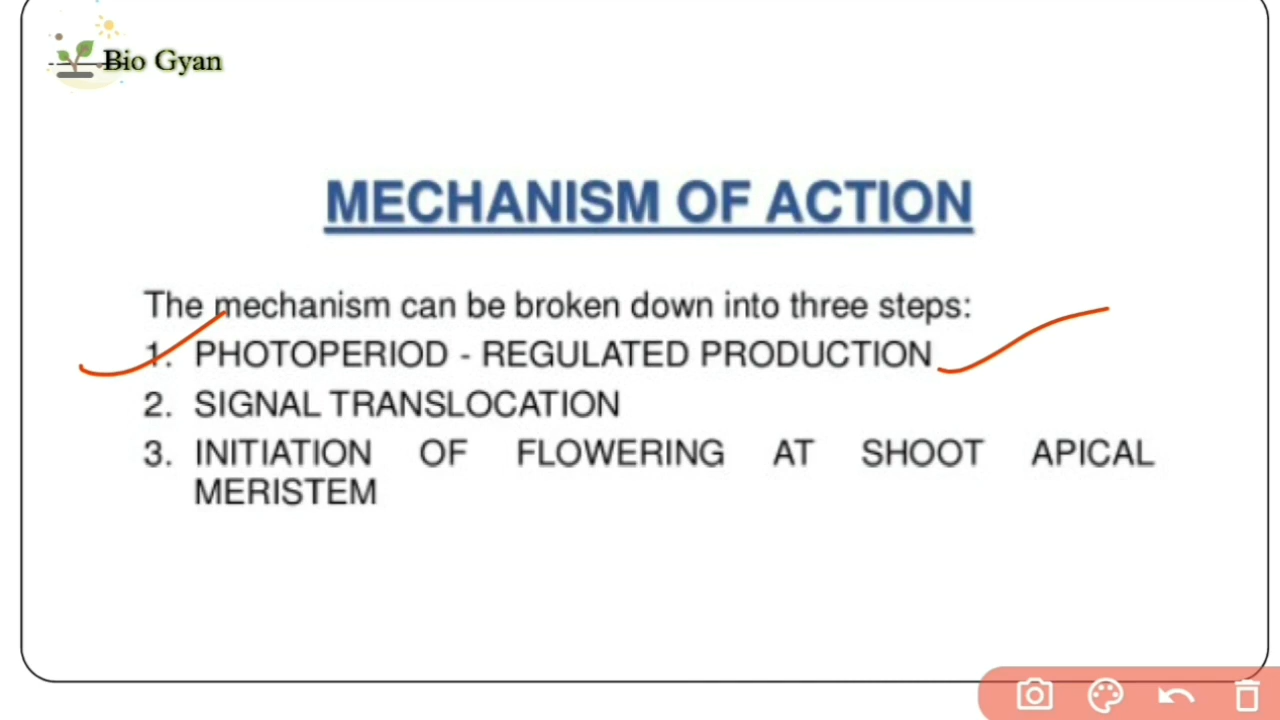 Bio Gyan
MECHANISM OF ACTION
The mechanism can be broken down into three steps:
1. PHOTOPERIOD - REGULATED PRODUCTION
2. SIGNAL TRANSLOCATION
3. INITIATION OF FLOWERING AT SHOOT APICAL
MERISTEM